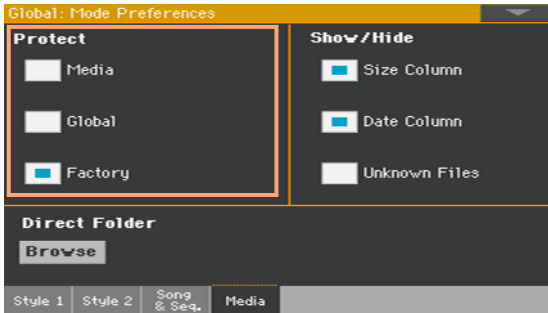 Global: Mode Preferences
Protect
Media
Global
Factory
Show/Hide
Size Column
Date Column
Unknown Files
Direct Folder
Browse
Style 1
Style 2
Song
& Seq.
Media